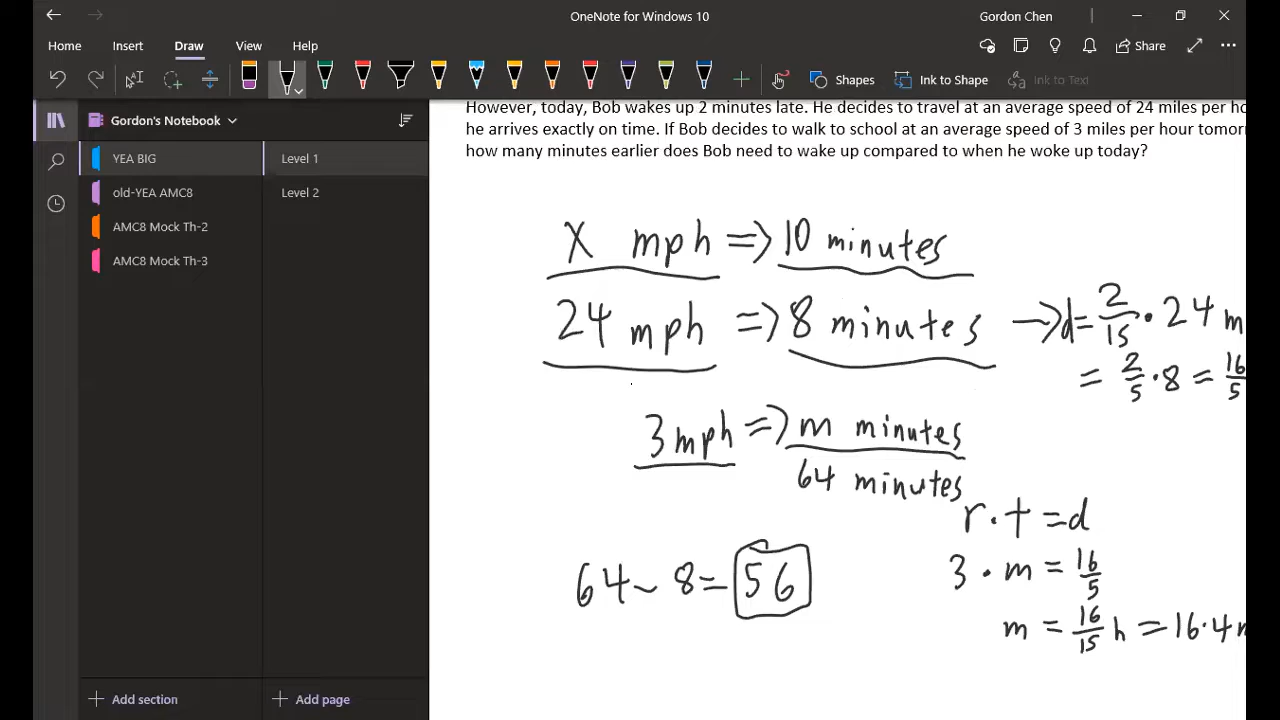 OneNote for Windows 10
Gordon Chen
Home Insert Draw View Help
Share
Shapes Ink to Shape Ink to Text
Gordon's Notebook
YEA BIG
old-YEA AMC8
AMC8 Mock Th-2
AMC8 Mock Th-3
Level 1
Level 2
Add section
Add page
However, today, Bob wakes up 2 minutes late. He decides to travel at an average speed of 24 miles per
he arrives exactly on time. If Bob decides to walk to school at an average speed of 3 miles per hour
how many minutes earlier does Bob need to wake up compared to when he woke up today?
x mph => 10 minutes
24 mph => 8 minutes -> d = 2/15 · 24 m
= 2/5 · 8 = 16/5
3 mph => m minutes
64 minutes
r · t = d
3 · m = 16/5
64 - 8 = 56
m = 16/15 h = 16·4 m